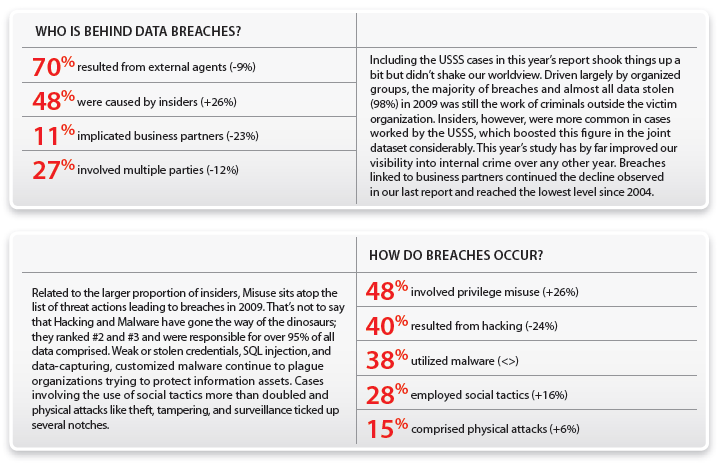 WHO IS BEHIND DATA BREACHES?
70% resulted from external agents (-9%)
48% were caused by insiders (+26%)
11% implicated business partners (-23%)
27% involved multiple parties (-12%)
Including the USSS cases in this year's report shook things up a
bit but didn't shake our worldview. Driven largely by organized
groups, the majority of breaches and almost all data stolen
(98%) in 2009 was still the work of criminals outside the victim
organization. Insiders, however, were more common in cases
worked by the USSS, which boosted this figure in the joint
dataset considerably. This year's study has by far improved our
visibility into internal crime over any other year. Breaches
linked to business partners continued the decline observed
in our last report and reached the lowest level since 2004.
Related to the larger proportion of insiders, Misuse sits atop the
list of threat actions leading to breaches in 2009. That's not to say
that Hacking and Malware have gone the way of the dinosaurs;
they ranked #2 and #3 and were responsible for over 95% of all
data comprised. Weak or stolen credentials, SQL injection, and
data-capturing, customized malware continue to plague
organizations trying to protect information assets. Cases
involving the use of social tactics more than doubled and
physical attacks like theft, tampering, and surveillance ticked up
several notches.
HOW DO BREACHES OCCUR?
48% involved privilege misuse (+26%)
40% resulted from hacking (-24%)
38% utilized malware (<>)
28% employed social tactics (+16%)
15% comprised physical attacks (+6%)